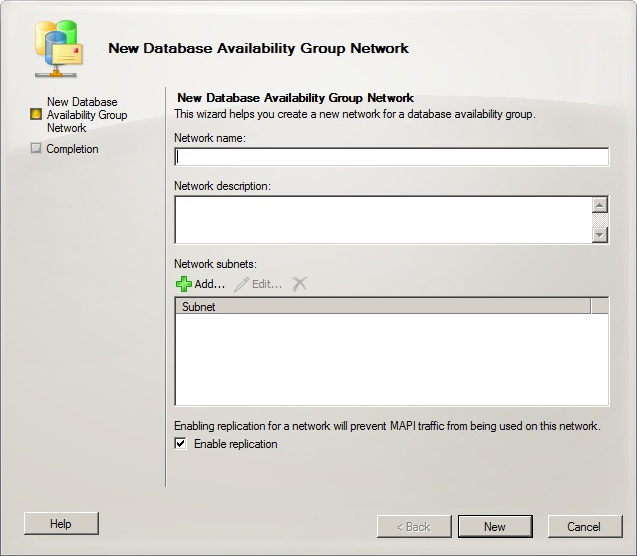 New Database Availability Group Network
New Database
Availability Group
Network
Completion
New Database Availability Group Network
This wizard helps you create a new network for a database availability group.
Network name:
Network description:
Network subnets:
Add... Edit...
Subnet
Enabling replication for a network will prevent MAPI traffic from being used on this network.
Enable replication
Help < Back New Cancel